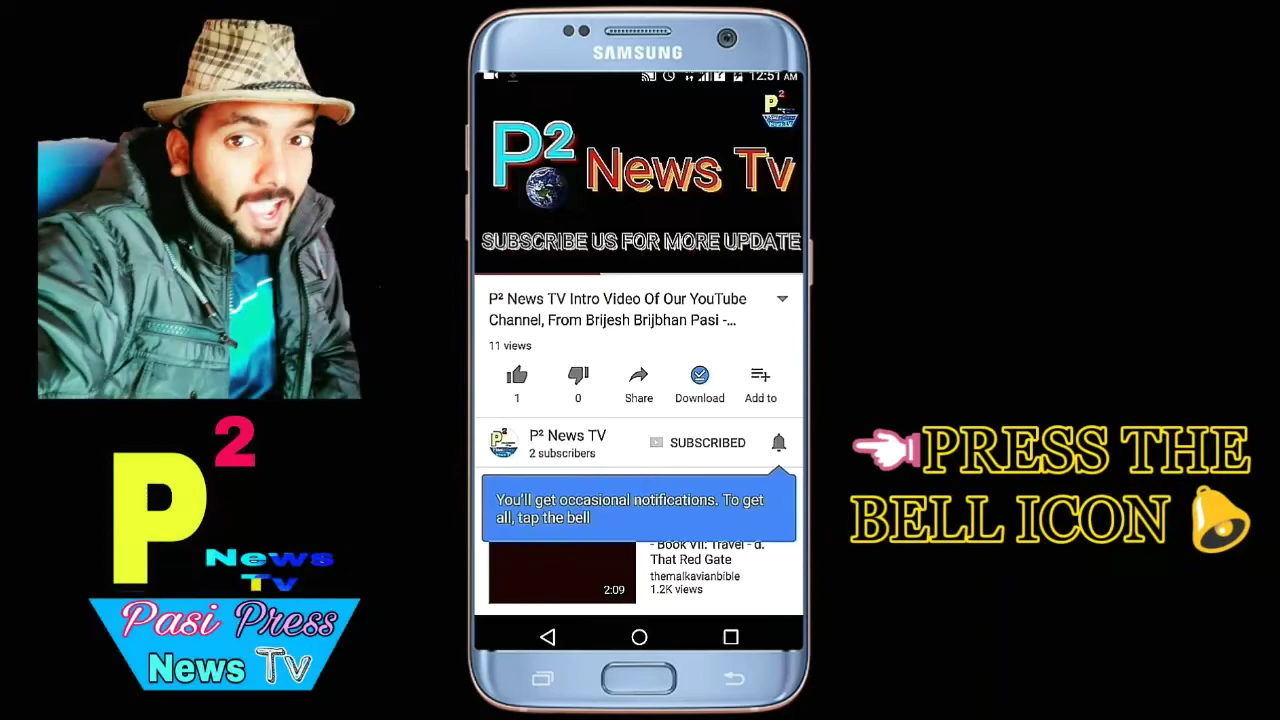 SAMSUNG
12:51 AM
P²
News Tv
SUBSCRIBE US FOR MORE UPDATE
P² News TV Intro Video Of Our YouTube
Channel, From Brijesh Brijbhan Pasi -...
11 views
1
0
Share
Download
Add to
P² News TV
2 subscribers
SUBSCRIBED
You'll get occasional notifications. To get
all, tap the bell
- Book VII: Travel - d.
That Red Gate
themalkavianbible
1.2K views
2:09
P²
News
Tv
Pasi Press
News Tv
PRESS THE
BELL ICON